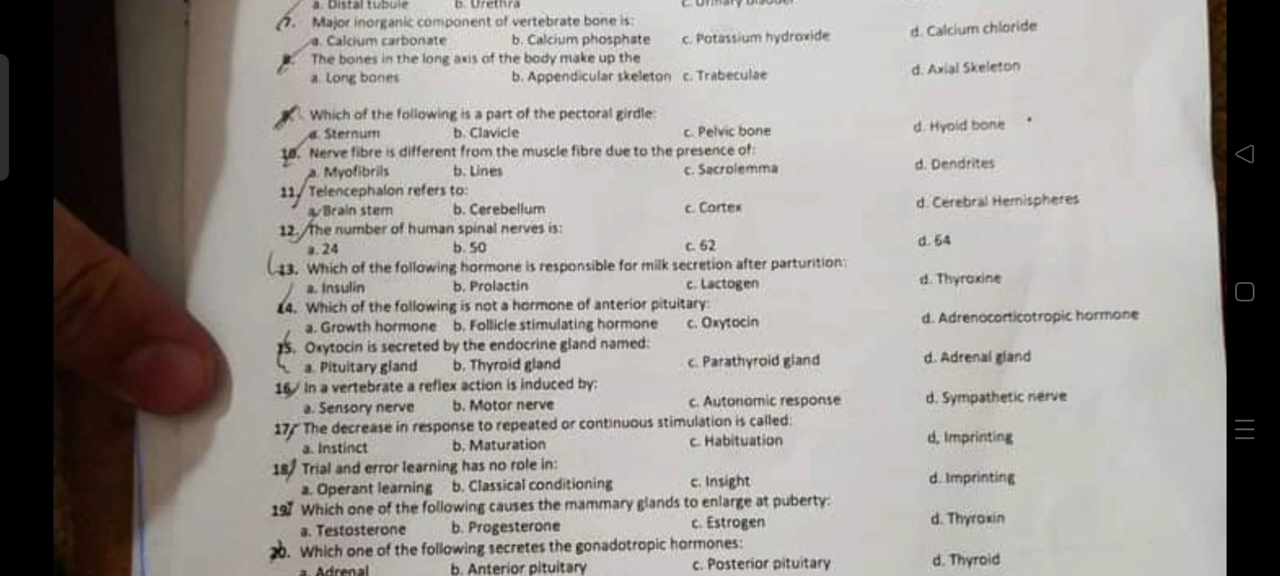 a. Distal tubule b. Urethra c. Urinary bladder
7. Major inorganic component of vertebrate bone is:
a. Calcium carbonate b. Calcium phosphate c. Potassium hydroxide d. Calcium chloride
The bones in the long axis of the body make up the
a. Long bones b. Appendicular skeleton c. Trabeculae d. Axial Skeleton
Which of the following is a part of the pectoral girdle:
a. Sternum b. Clavicle c. Pelvic bone d. Hyoid bone
10. Nerve fibre is different from the muscle fibre due to the presence of:
a. Myofibrils b. Lines c. Sacrolemma d. Dendrites
11. Telencephalon refers to:
a. Brain stem b. Cerebellum c. Cortex d. Cerebral Hemispheres
12. The number of human spinal nerves is:
a. 24 b. 50 c. 62 d. 64
13. Which of the following hormone is responsible for milk secretion after parturition:
a. Insulin b. Prolactin c. Lactogen d. Thyroxine
14. Which of the following is not a hormone of anterior pituitary:
a. Growth hormone b. Follicle stimulating hormone c. Oxytocin d. Adrenocorticotropic hormone
15. Oxytocin is secreted by the endocrine gland named:
a. Pituitary gland b. Thyroid gland c. Parathyroid gland d. Adrenal gland
16. In a vertebrate a reflex action is induced by:
a. Sensory nerve b. Motor nerve c. Autonomic response d. Sympathetic nerve
17. The decrease in response to repeated or continuous stimulation is called:
a. Instinct b. Maturation c. Habituation d, Imprinting
18. Trial and error learning has no role in:
a. Operant learning b. Classical conditioning c. Insight d. Imprinting
19. Which one of the following causes the mammary glands to enlarge at puberty:
a. Testosterone b. Progesterone c. Estrogen d. Thyroxin
20. Which one of the following secretes the gonadotropic hormones:
a. Adrenal b. Anterior pituitary c. Posterior pituitary d. Thyroid